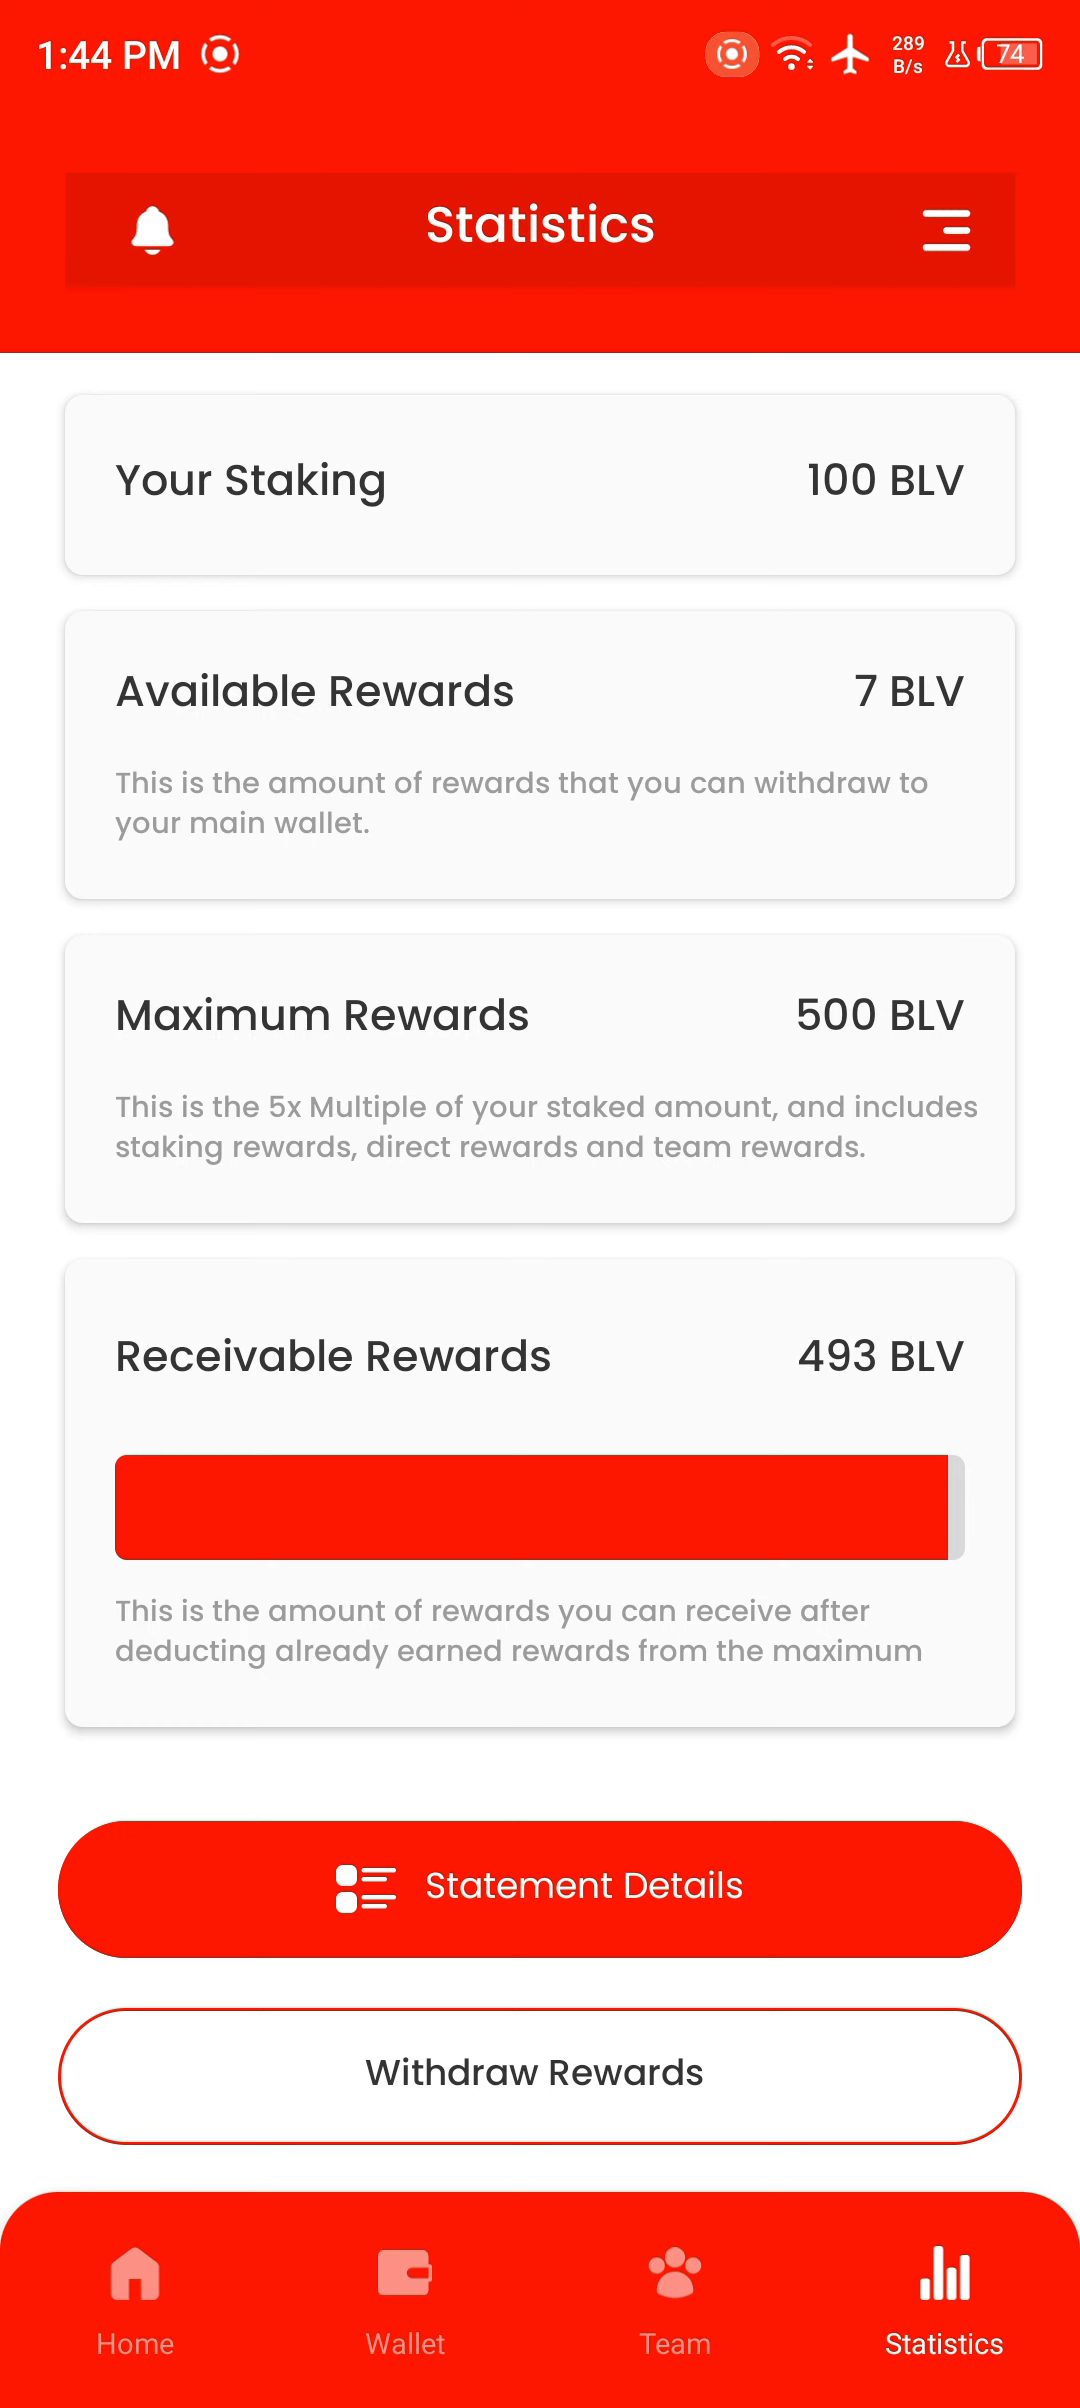 1:44 PM
289
B/s
74
Statistics
Your Staking
100 BLV
Available Rewards
7 BLV
This is the amount of rewards that you can withdraw to
your main wallet.
Maximum Rewards
500 BLV
This is the 5x Multiple of your staked amount, and includes
staking rewards, direct rewards and team rewards.
Receivable Rewards
493 BLV
This is the amount of rewards you can receive after
deducting already earned rewards from the maximum
Statement Details
Withdraw Rewards
Home
Wallet
Team
Statistics